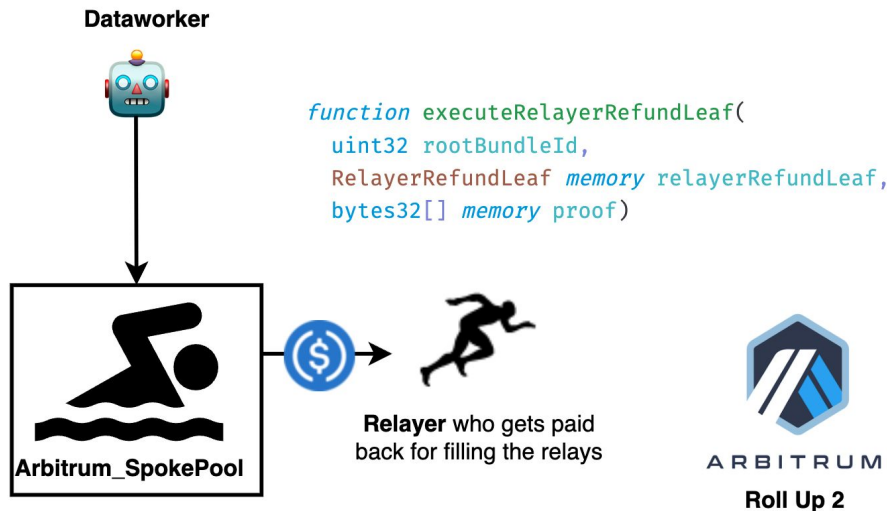 Dataworker
function executeRelayerRefundLeaf(
uint32 rootBundleId,
RelayerRefundLeaf memory relayerRefundLeaf,
bytes32[] memory proof)
$
Relayer who gets paid
back for filling the relays
Arbitrum_SpokePool
ARBITRUM
Roll Up 2